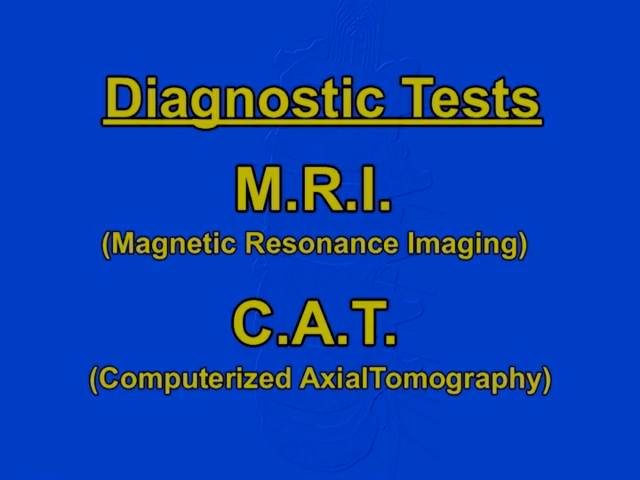 Diagnostic Tests
M.R.I.
(Magnetic Resonance Imaging)
C.A.T.
(Computerized AxialTomography)